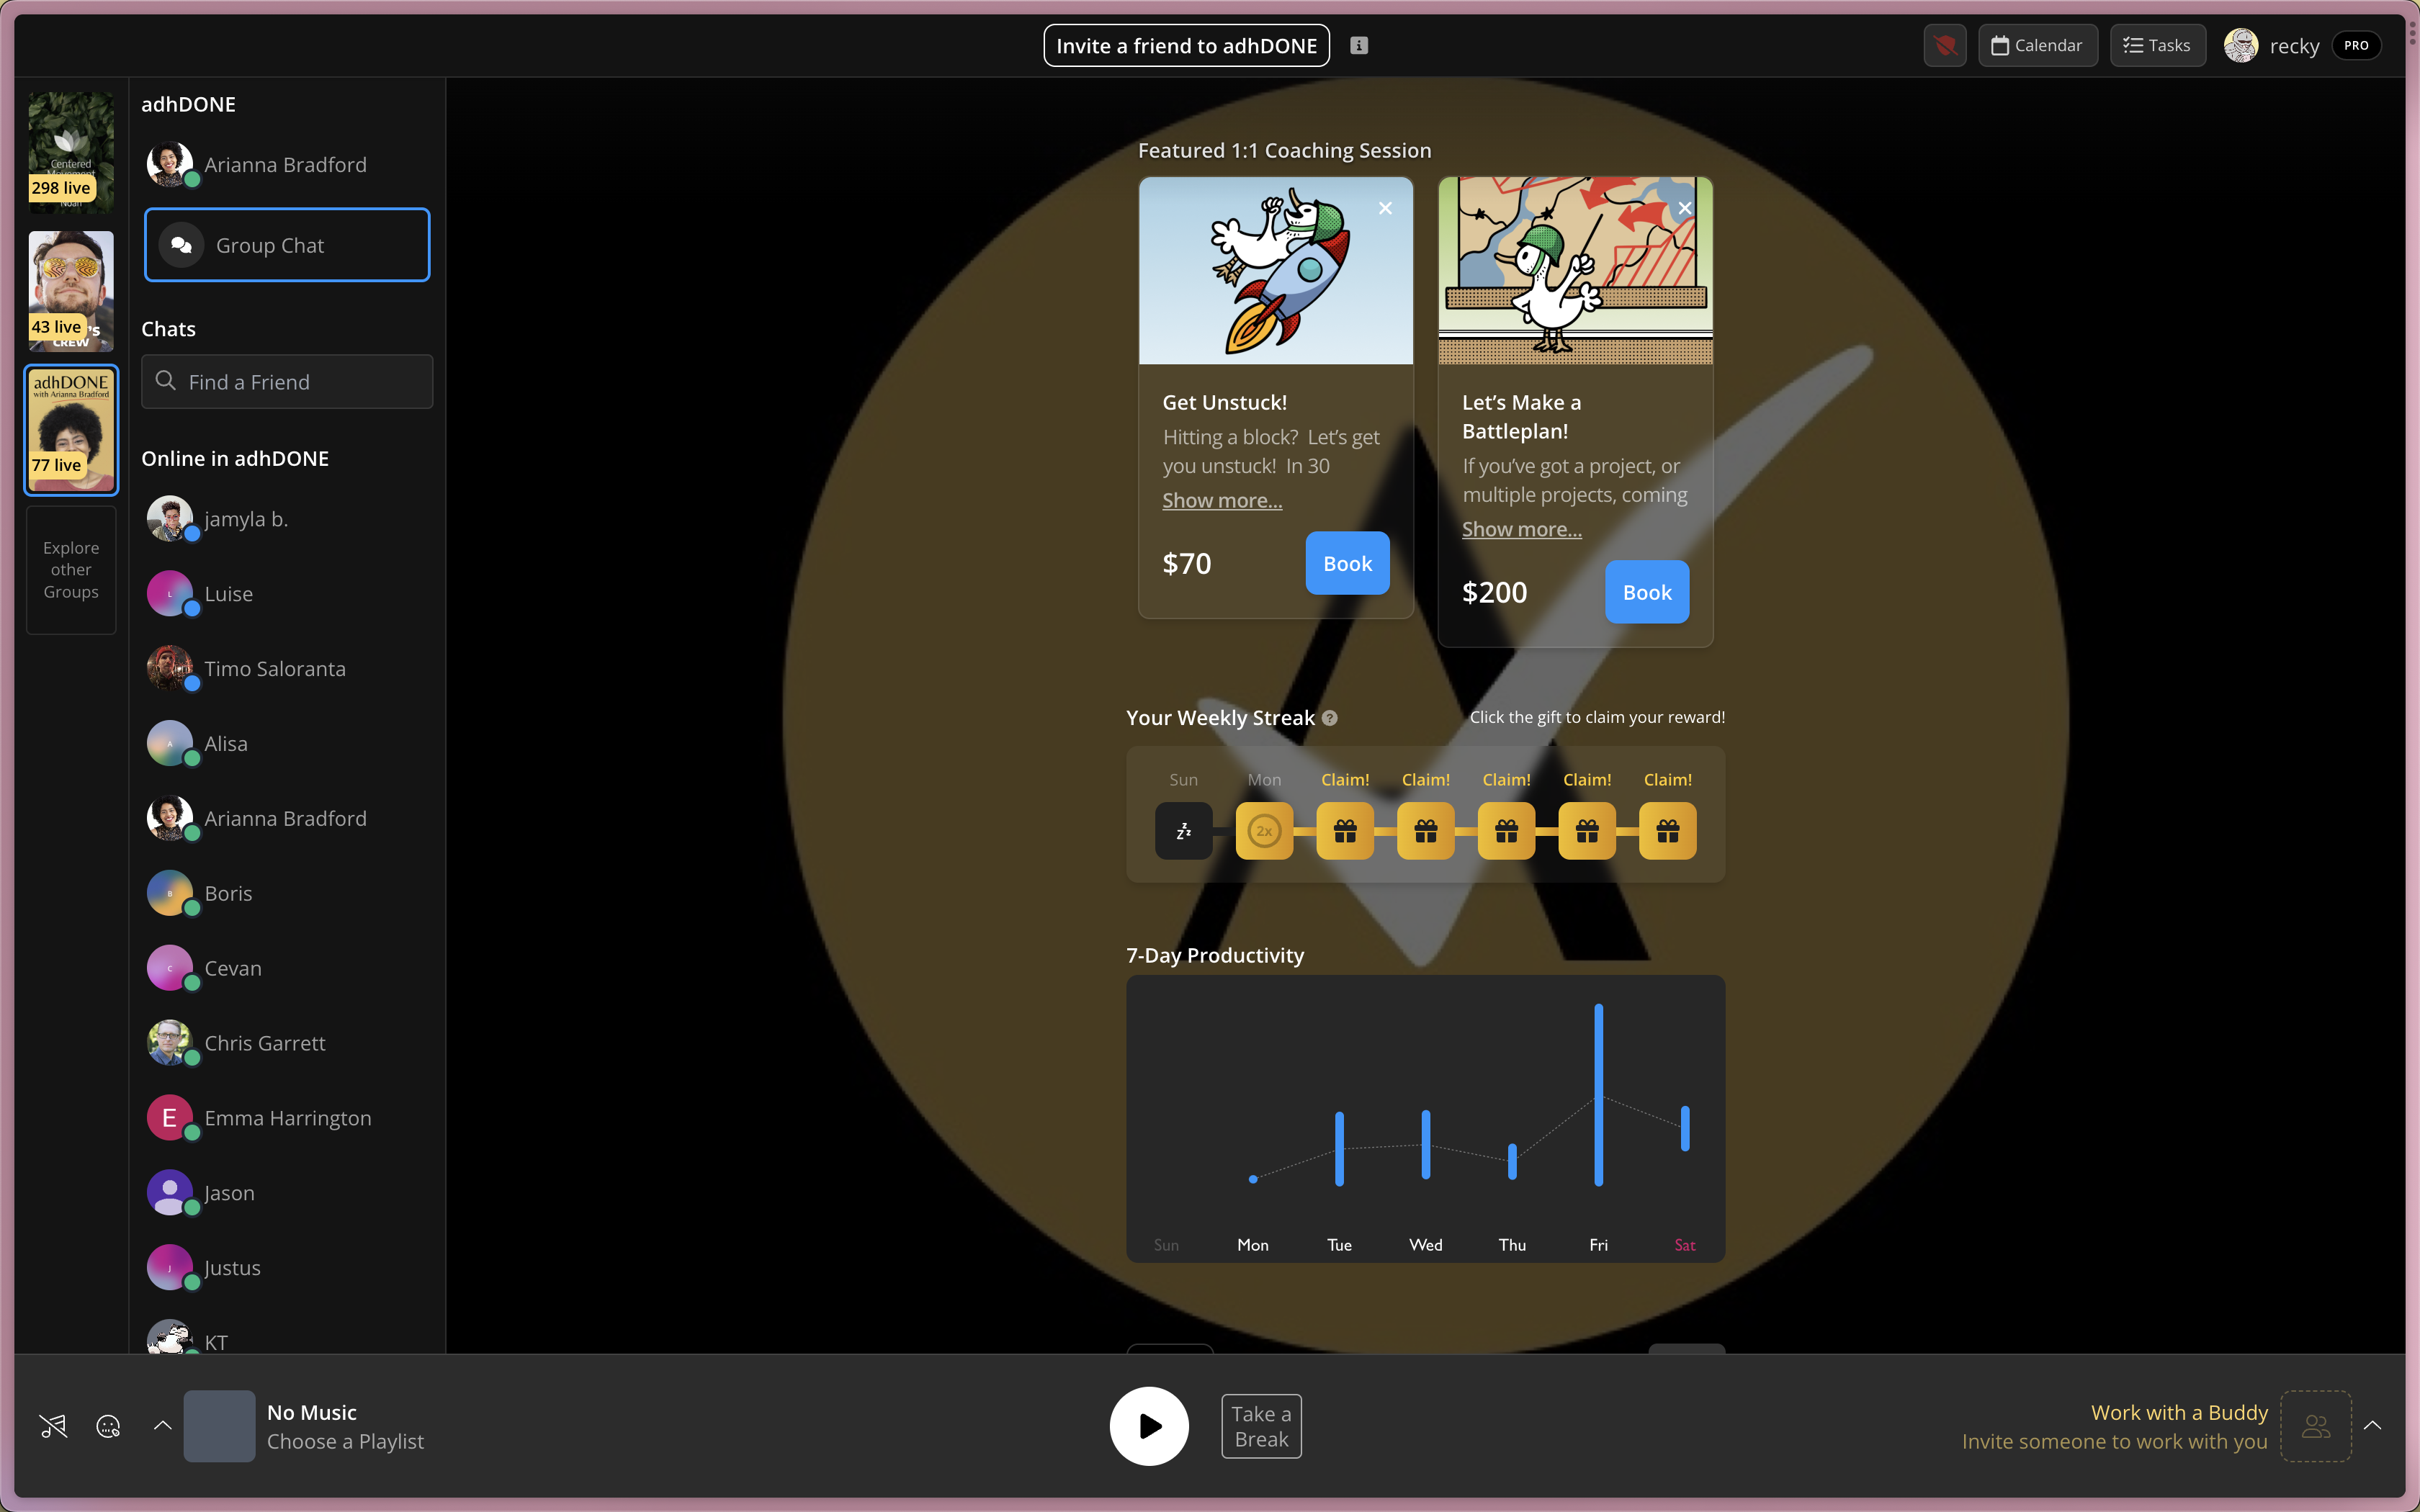 Invite a friend to adhDONE
Calendar
Tasks
recky
PRO
Centered
Movement
298 live
Noah
43 live
CREW
adhDONE
with Arianna Bradford
77 live
Explore
other
Groups
adhDONE
Arianna Bradford
Group Chat
Chats
Find a Friend
Online in adhDONE
jamyla b.
L
Luise
Timo Saloranta
A
Alisa
Arianna Bradford
B
Boris
C
Cevan
Chris Garrett
E
Emma Harrington
Jason
J
Justus
KT
Featured 1:1 Coaching Session
Get Unstuck!
Hitting a block? Let’s get
you unstuck! In 30
Show more...
$70
Book
Let’s Make a
Battleplan!
If you’ve got a project, or
multiple projects, coming
Show more...
$200
Book
Your Weekly Streak
Click the gift to claim your reward!
Sun Mon Claim! Claim! Claim! Claim! Claim!
zzz 2x
7-Day Productivity
Sun Mon Tue Wed Thu Fri Sat
No Music
Choose a Playlist
Take a
Break
Work with a Buddy
Invite someone to work with you